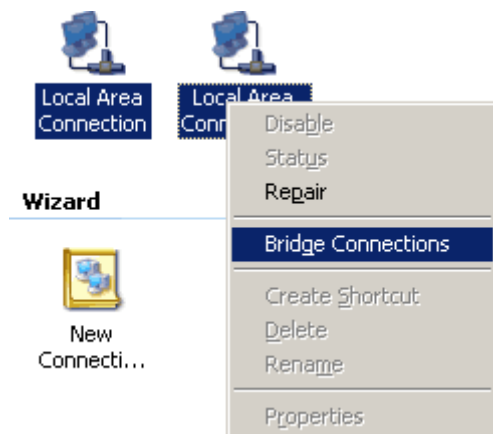 Local Area
Connection
Local Area
Conn
Disable
Status
Repair
Bridge Connections
Create Shortcut
Delete
Rename
Properties
Wizard
New
Connecti...